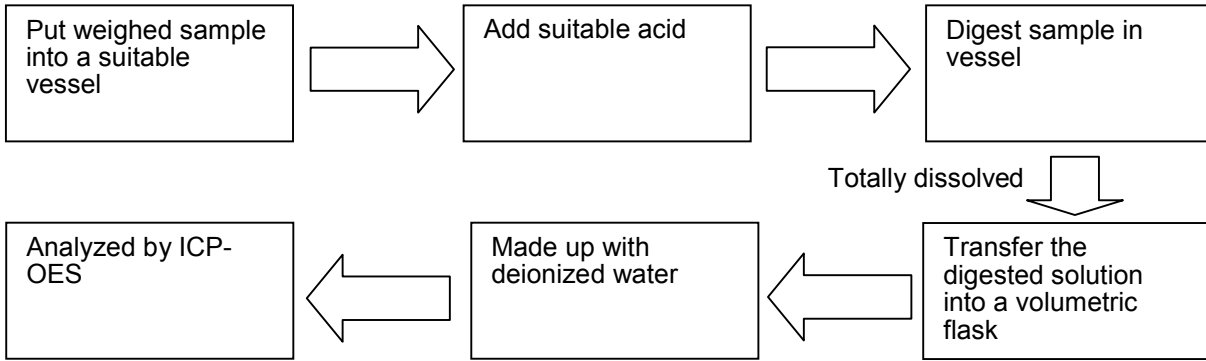 Put weighed sample
into a suitable
vessel
Add suitable acid
Digest sample in
vessel
Totally dissolved
Transfer the
digested solution
into a volumetric
flask
Made up with
deionized water
Analyzed by ICP-
OES